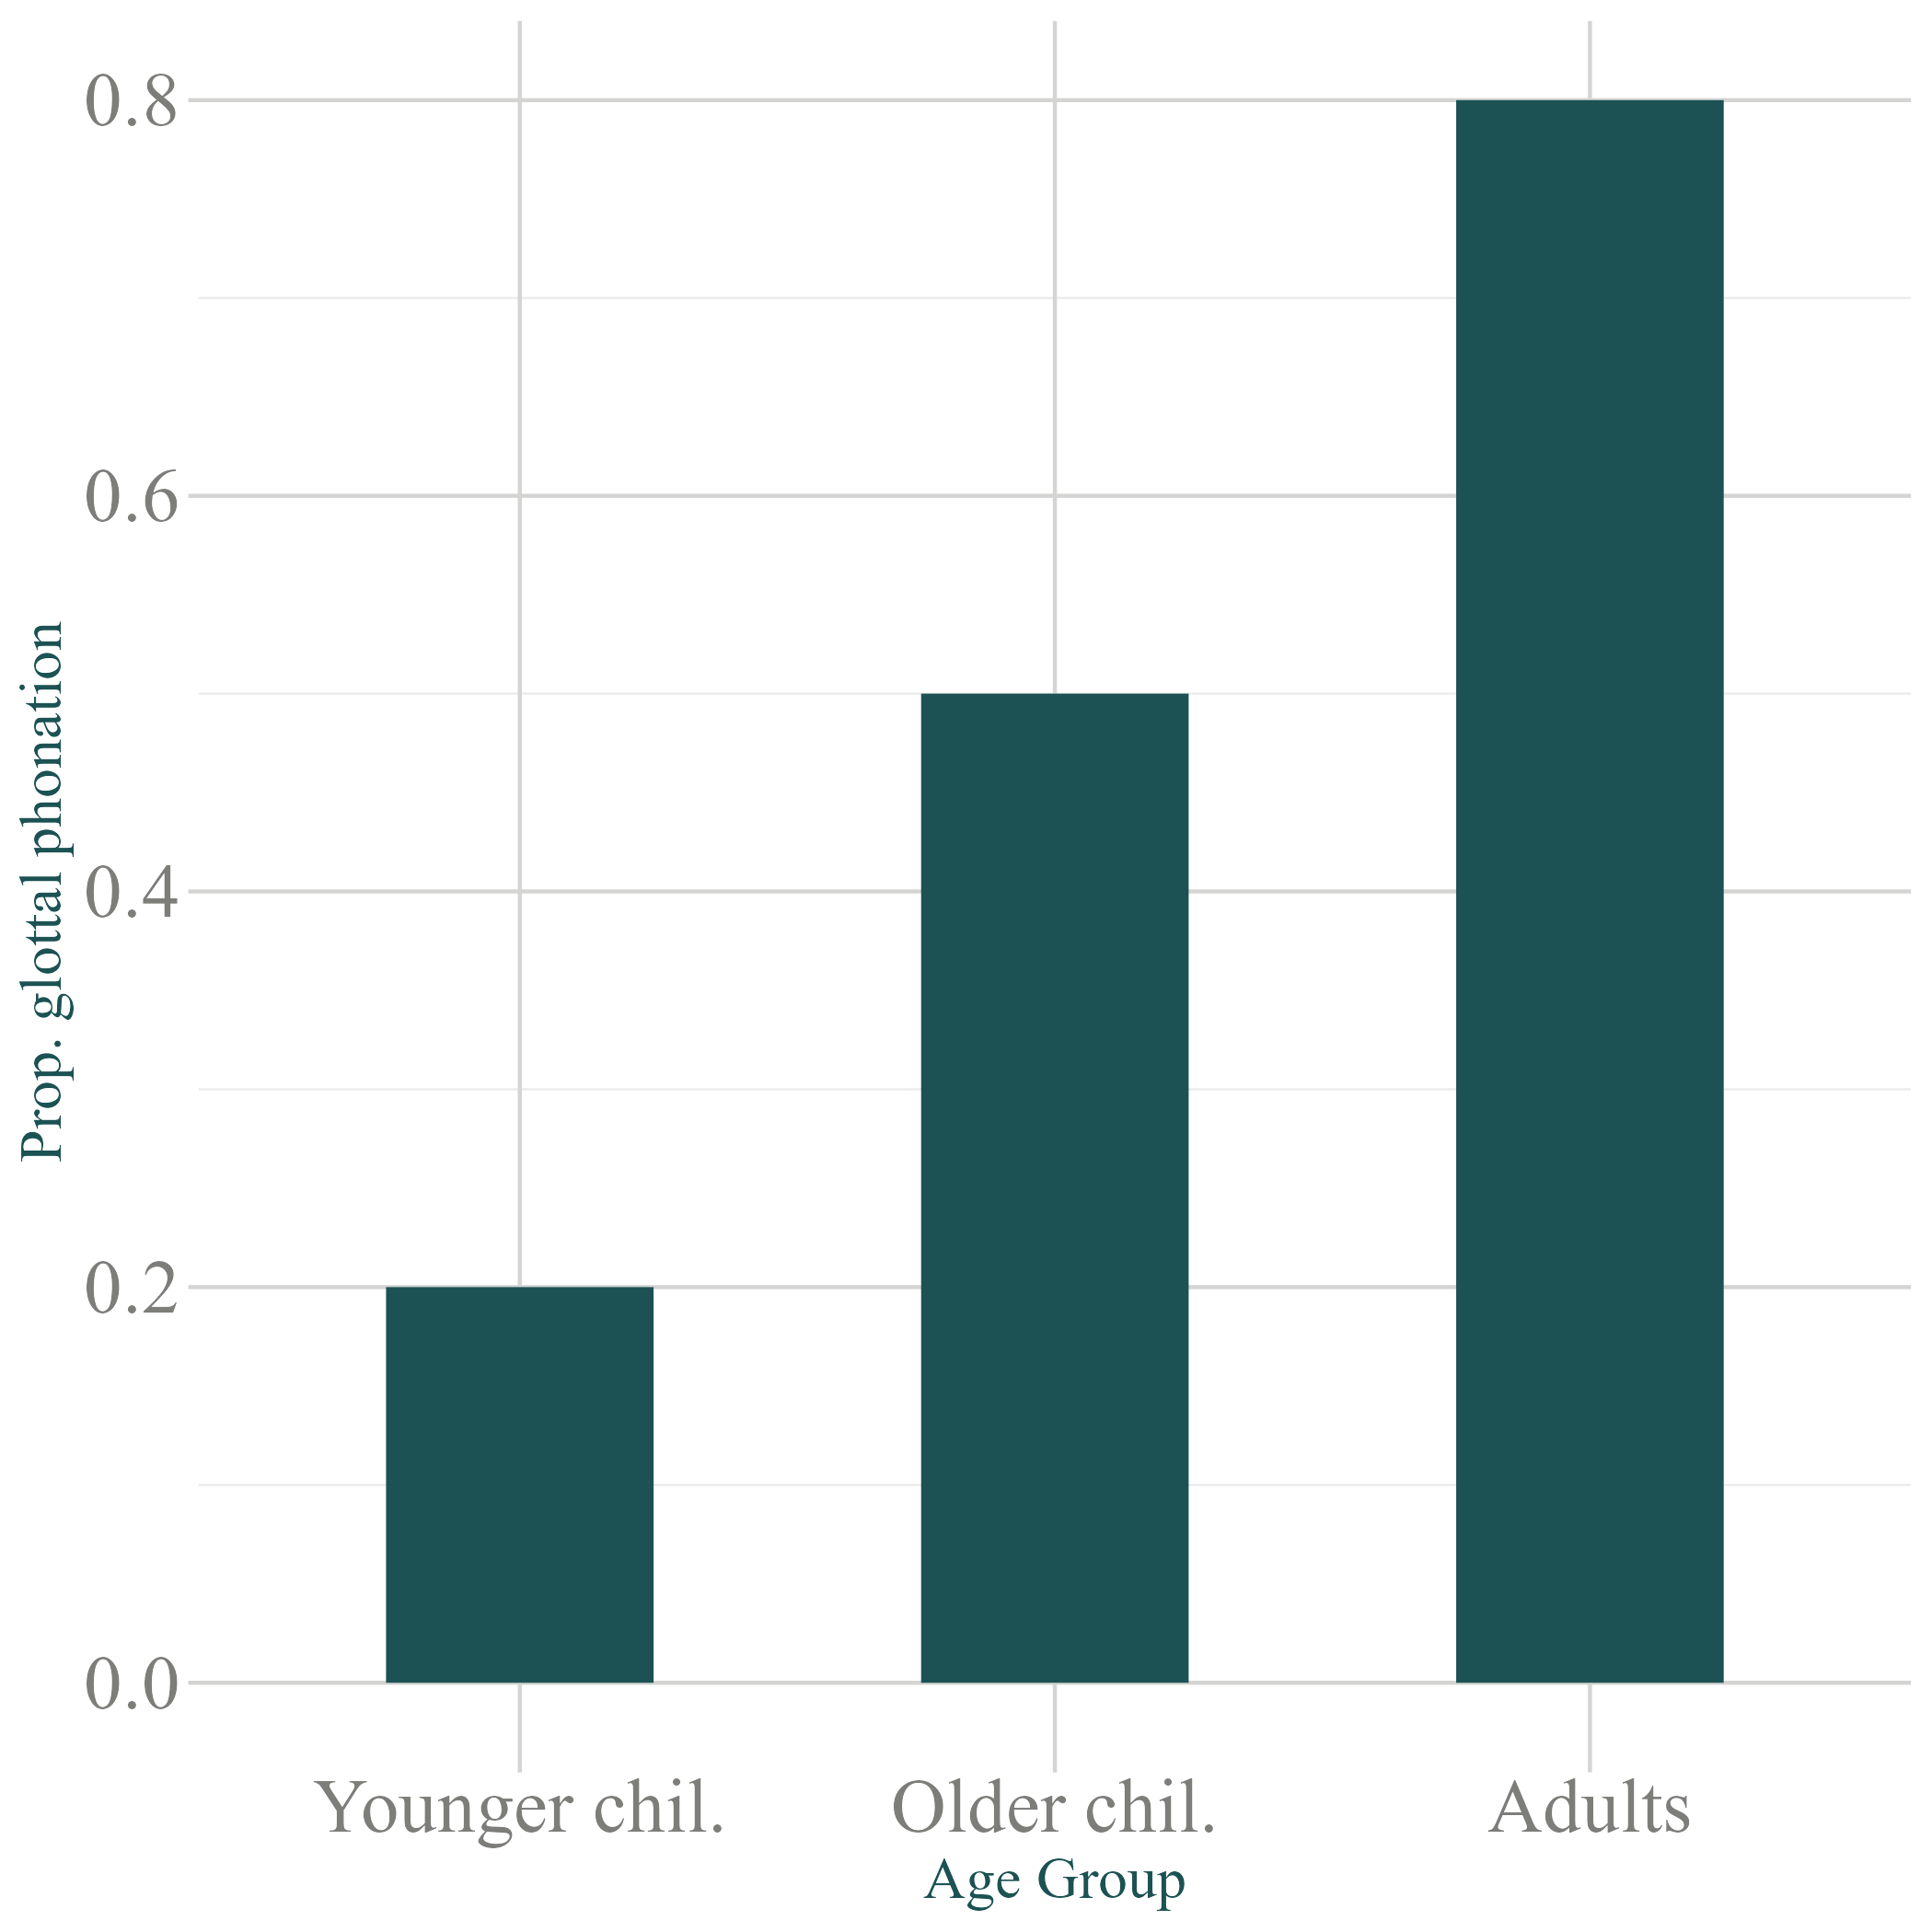 0.8
0.6
0.4
0.2
0.0
Prop. glottal phonation
Younger chil.
Older chil.
Adults
Age Group